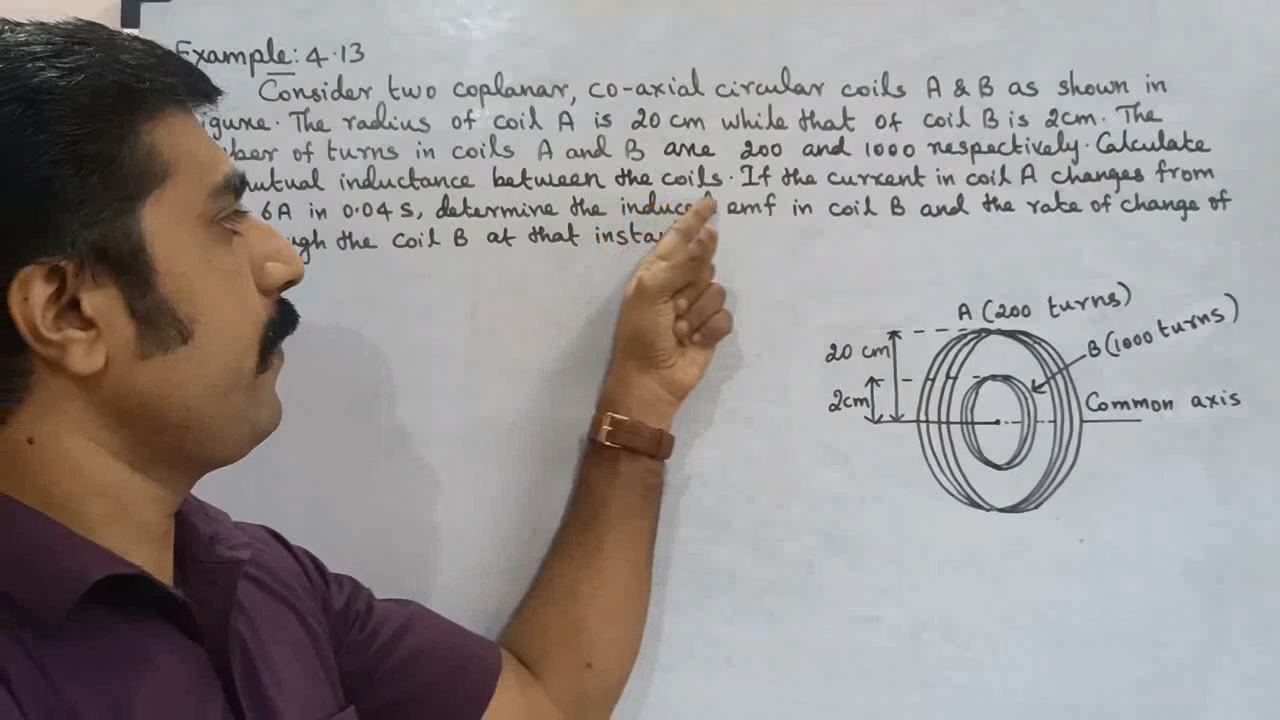 Example: 4.13
Consider two coplanar, co-axial circular coils A & B as shown in
igure. The radius of coil A is 20 cm while that of coil B is 2cm. The
ber of turns in coils A and B are 200 and 1000 respectively. Calculate
mutual inductance between the coils. If the current in coil A changes from
6A in 0.04 S, determine the induced emf in coil B and the rate of change of
the coil B at that
A (200 turns)
B (1000 turns)
20 cm
2cm
Common axis